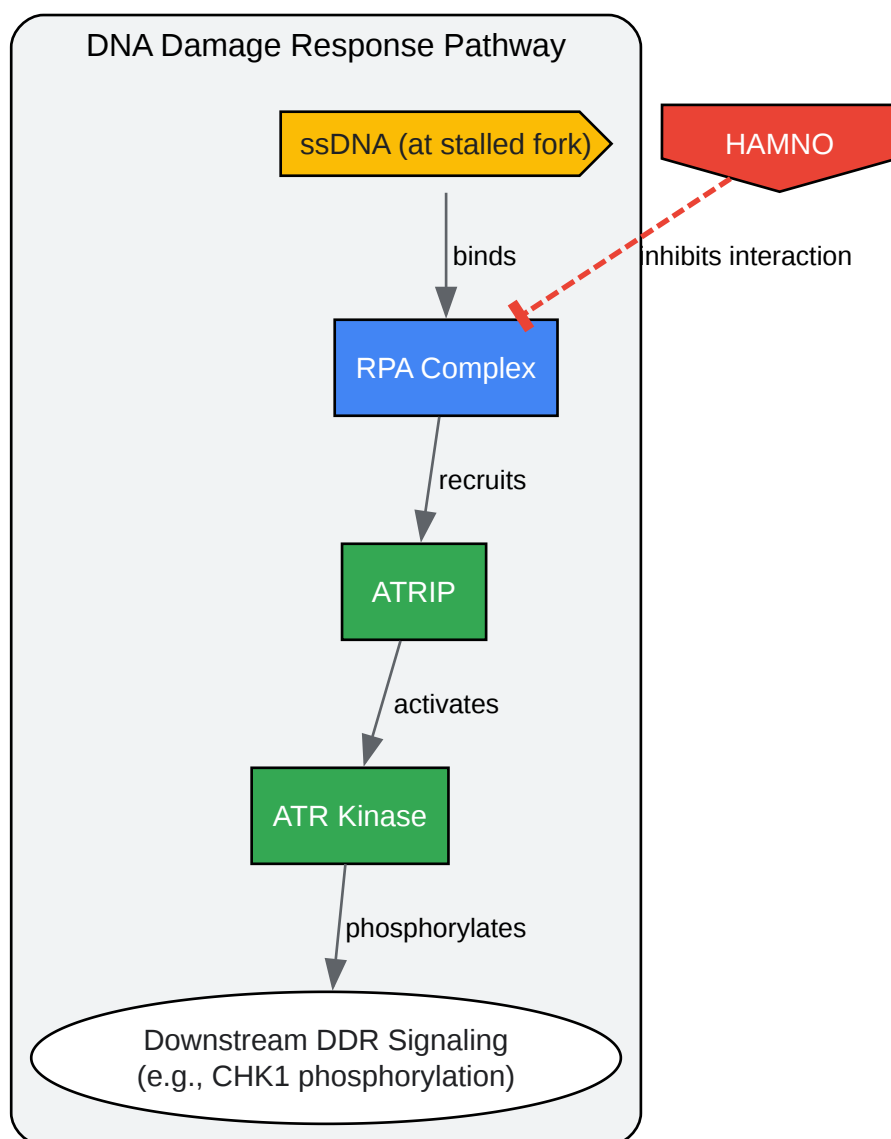 DNA Damage Response Pathway
ssDNA (at stalled fork)
HAMNO
binds
inhibits interaction
RPA Complex
recruits
ATRIP
activates
ATR Kinase
phosphorylates
Downstream DDR Signaling
(e.g., CHK1 phosphorylation)